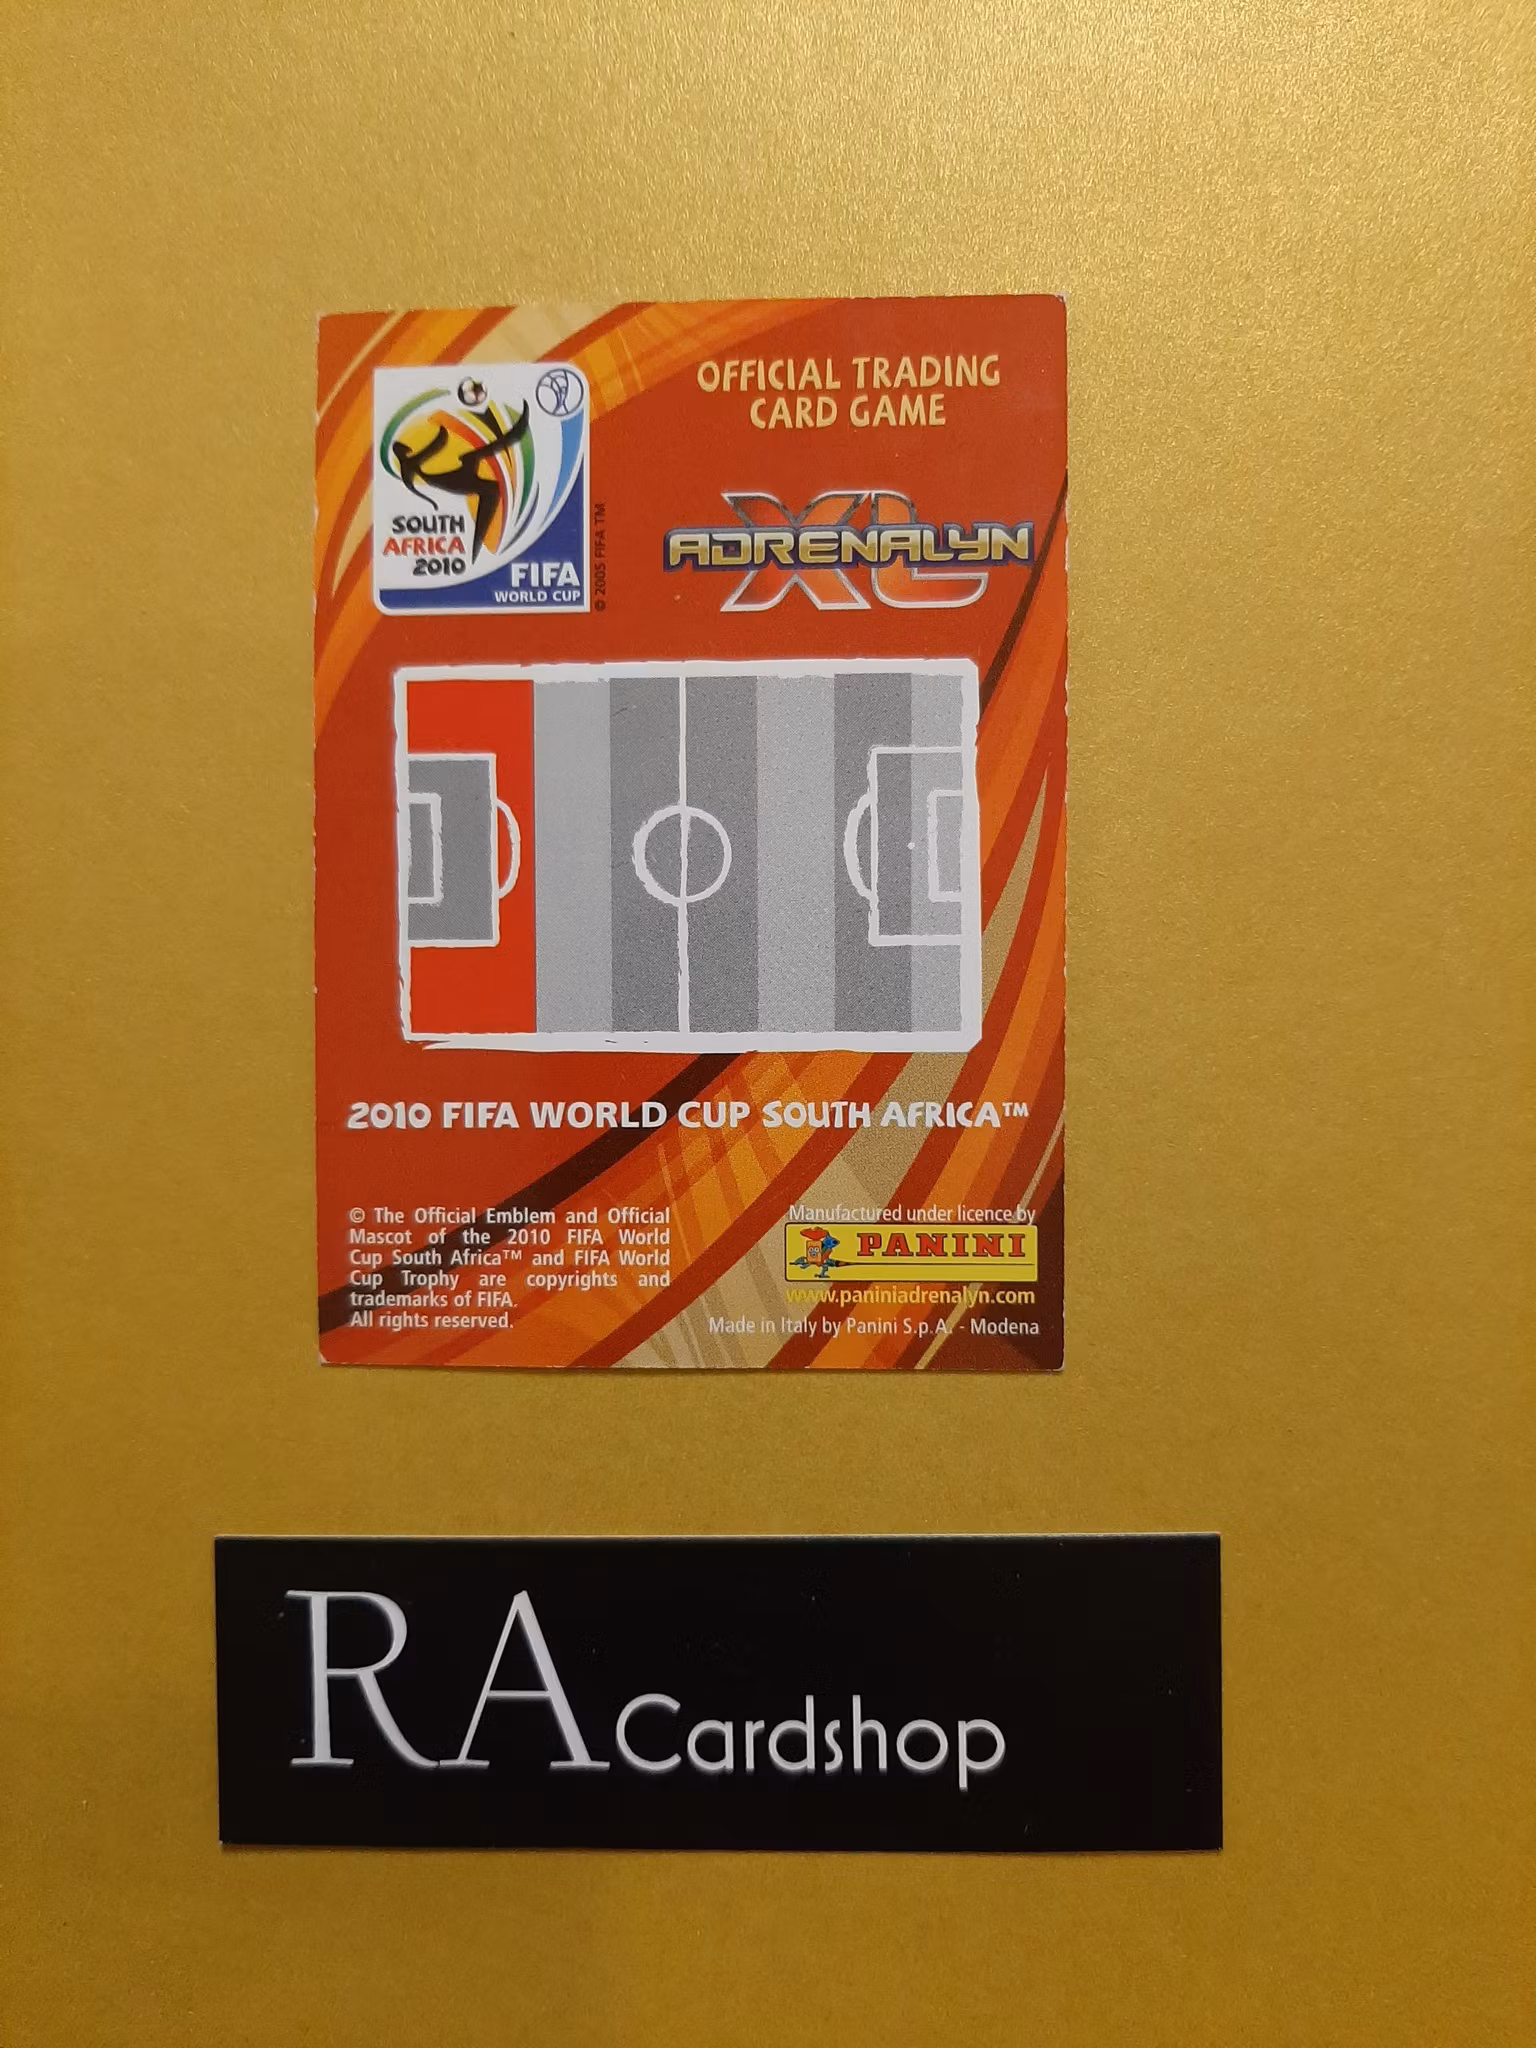 OFFICIAL TRADING
CARD GAME
SOUTH
AFRICA
2010
FIFA
WORLD CUP
© 2005 FIFA TM
ADRENALYN
XL
2010 FIFA WORLD CUP SOUTH AFRICA™
© The Official Emblem and Official
Mascot of the 2010 FIFA World
Cup South Africa™ and FIFA World
Cup Trophy are copyrights and
trademarks of FIFA.
All rights reserved.
Manufactured under licence by
PANINI
www.paniniadrenalyn.com
Made in Italy by Panini S.p.A. - Modena
RA Cardshop